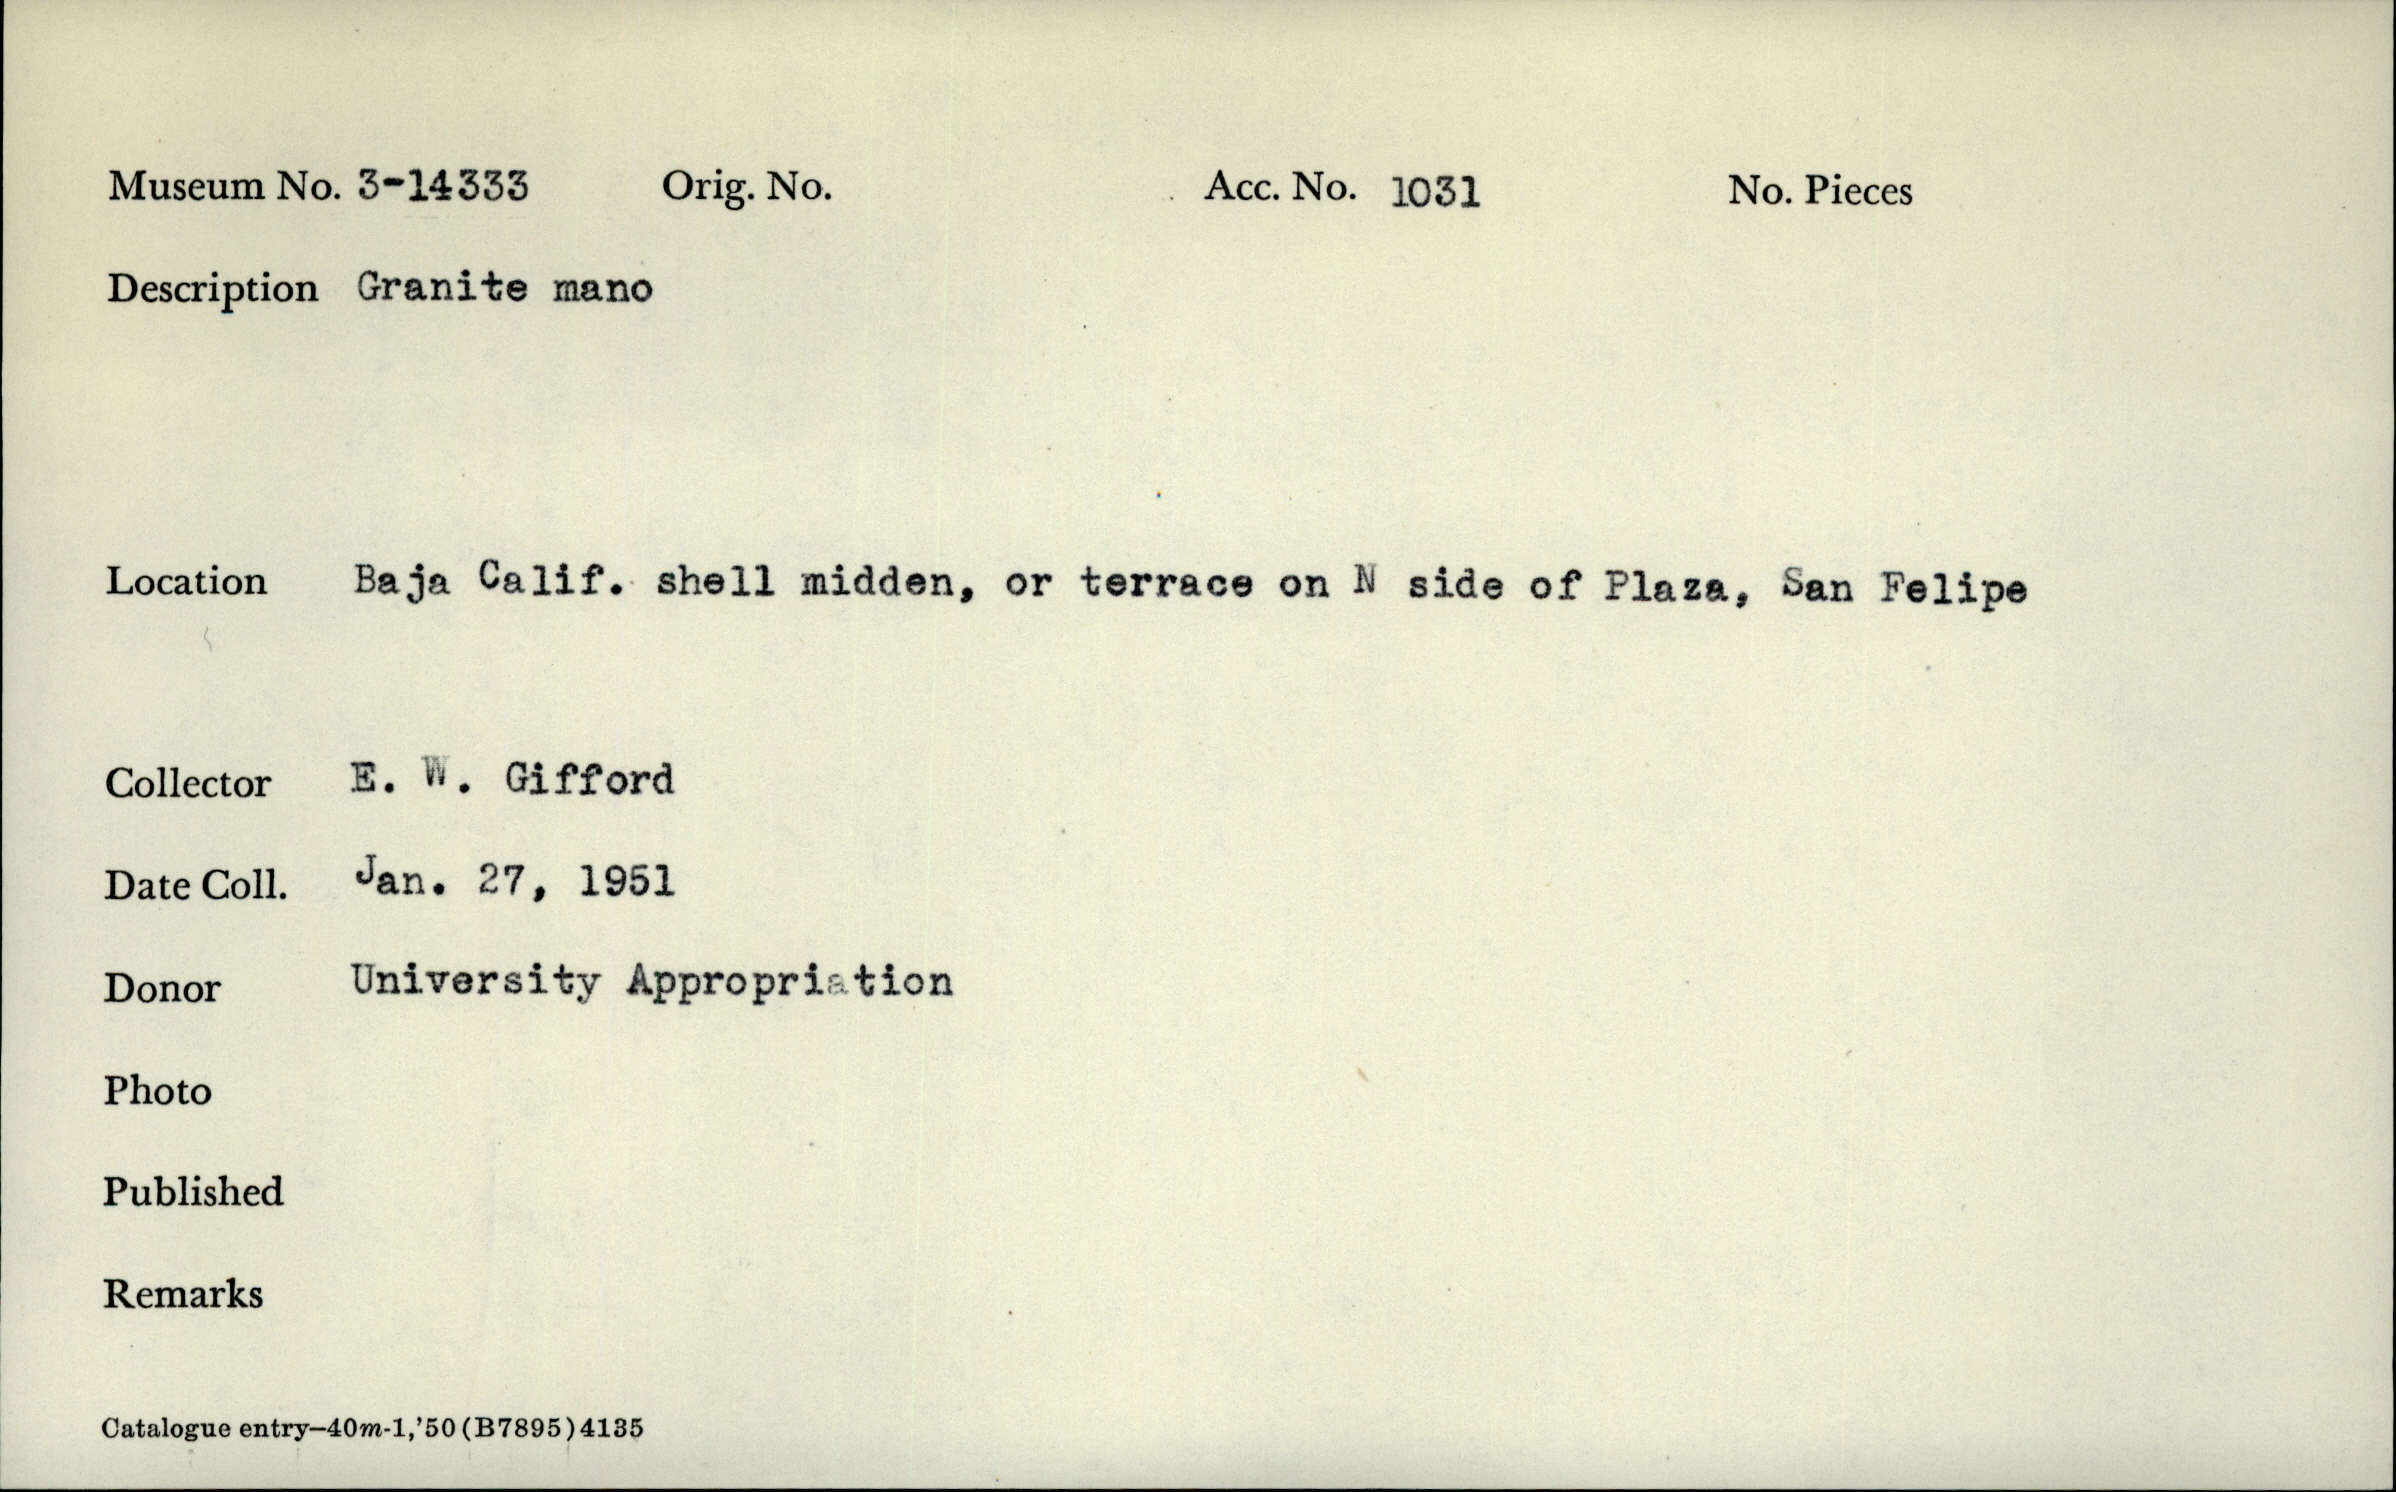 Museum No. 3-14333 Orig. No. Acc. No. 1031 No. Pieces
Description Granite mano
Location Baja Calif. shell midden, or terrace on N side of Plaza, San Felipe
Collector E. W. Gifford
Date Coll. Jan. 27, 1951
Donor University Appropriation
Photo
Published
Remarks
Catalogue entry—40m-1,'50(B7895)4135